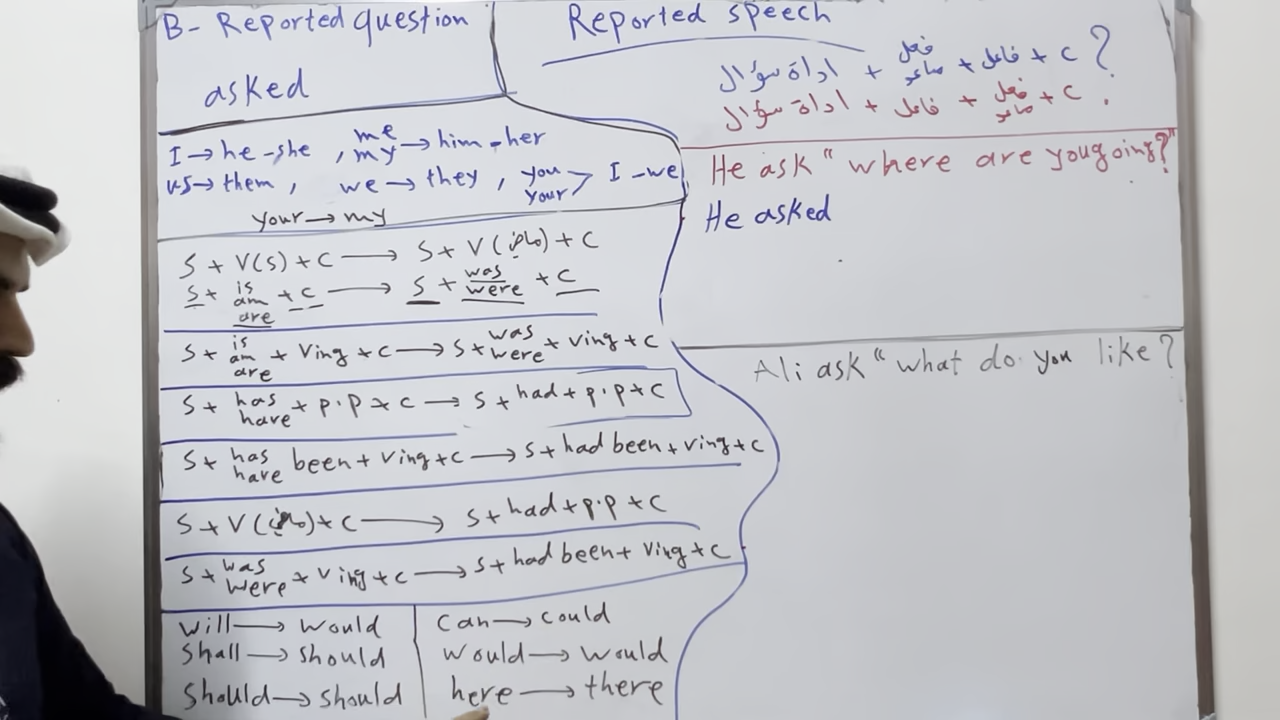 B- Reported question
asked
I→he-she , me my→him-her
us→them , we→they , you your> I-we
your→my
S+V(s)+C→ S+V(ماضي)+C
S+ is am are +C→ S+ was were +C
S+ is am are + Ving+C→S+ was were + Ving+C
S+ has have + p.p+C→ S+had+p.p+C
S+ has have been+Ving+C→S+had been+Ving+C
S+V(ماضي)+C→ S+had+p.p+C
S+ was were +Ving+C→S+had been+Ving+C
will→would
shall→should
Should→should
Can→could
would→would
here→there
Reported speech
اداة سؤال + فعل مساعد + فاعل + C ?
اداة سؤال + فاعل + فعل مساعد + C .
He ask "where are you going?"
He asked
Ali ask "what do you like ?